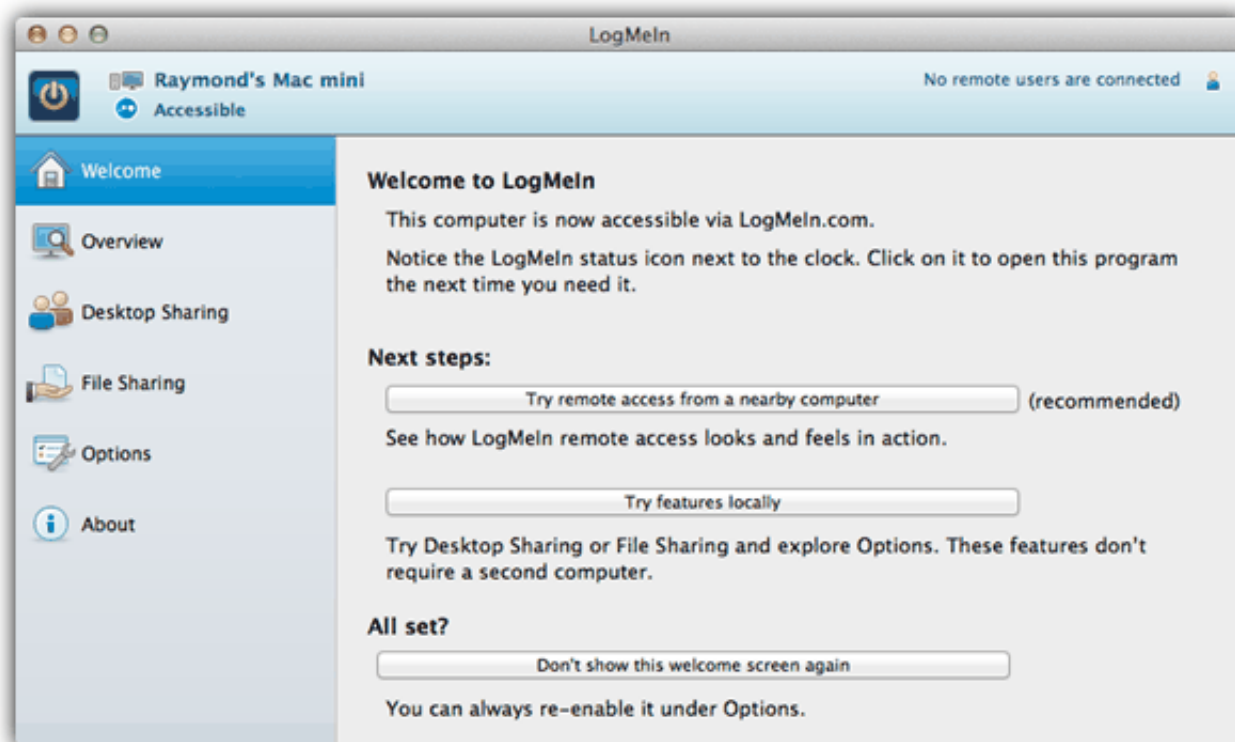 LogMeIn
Raymond's Mac mini
No remote users are connected
Accessible
Welcome
Overview
Desktop Sharing
File Sharing
Options
About
Welcome to LogMeIn
This computer is now accessible via LogMeIn.com.
Notice the LogMeIn status icon next to the clock. Click on it to open this program
the next time you need it.
Next steps:
Try remote access from a nearby computer
(recommended)
See how LogMeIn remote access looks and feels in action.
Try features locally
Try Desktop Sharing or File Sharing and explore Options. These features don't
require a second computer.
All set?
Don't show this welcome screen again
You can always re-enable it under Options.